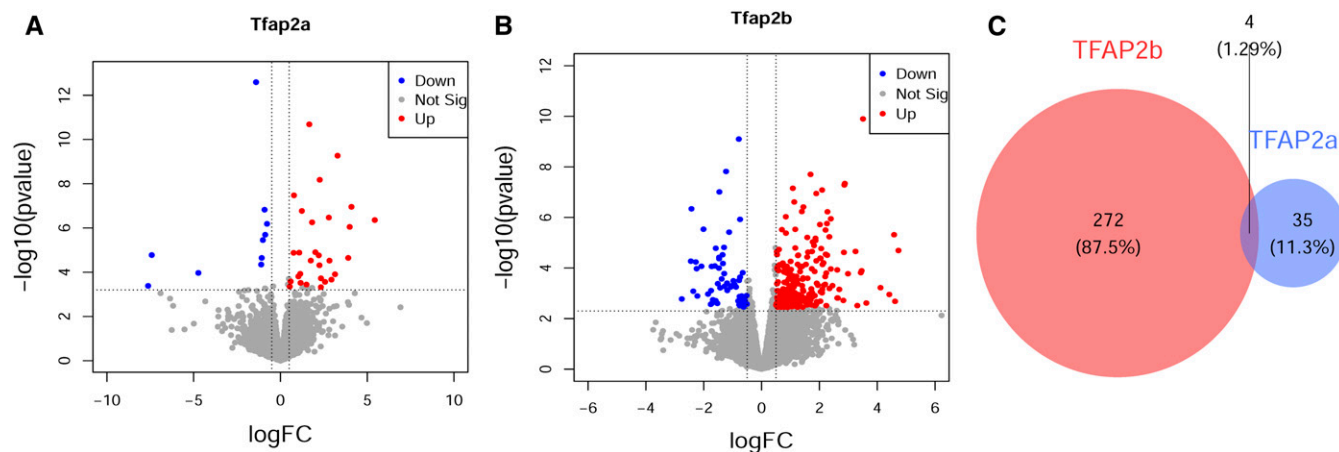 A
Tfap2a
Down
Not Sig
Up
-log10(pvalue)
12
10
8
6
4
2
0
-10
-5
0
5
10
logFC
B
Tfap2b
Down
Not Sig
Up
-log10(pvalue)
12
10
8
6
4
2
0
-6
-4
-2
0
2
4
6
logFC
C
4
(1.29%)
TFAP2b
TFAP2a
272
(87.5%)
35
(11.3%)